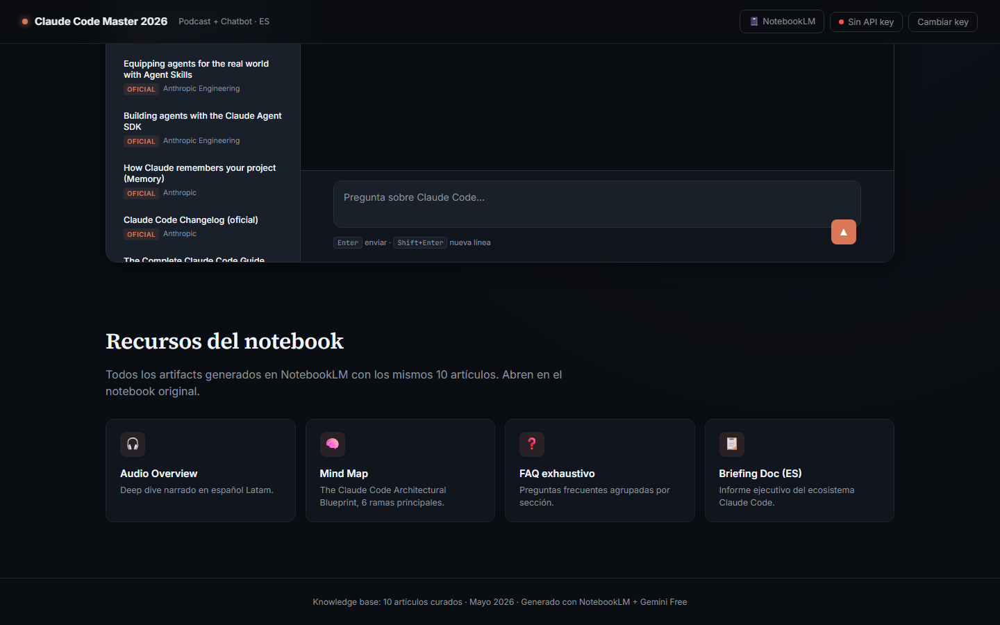 Claude Code Master 2026
Podcast + Chatbot · ES
NotebookLM
Sin API key
Cambiar key
Equipping agents for the real world
with Agent Skills
OFICIAL Anthropic Engineering
Building agents with the Claude Agent
SDK
OFICIAL Anthropic Engineering
How Claude remembers your project
(Memory)
OFICIAL Anthropic
Claude Code Changelog (oficial)
OFICIAL Anthropic
The Complete Claude Code Guide
Pregunta sobre Claude Code...
Enter enviar · Shift+Enter nueva línea
Recursos del notebook
Todos los artifacts generados en NotebookLM con los mismos 10 artículos. Abren en el
notebook original.
Audio Overview
Deep dive narrado en español Latam.
Mind Map
The Claude Code Architectural
Blueprint, 6 ramas principales.
FAQ exhaustivo
Preguntas frecuentes agrupadas por
sección.
Briefing Doc (ES)
Informe ejecutivo del ecosistema
Claude Code.
Knowledge base: 10 artículos curados · Mayo 2026 · Generado con NotebookLM + Gemini Free